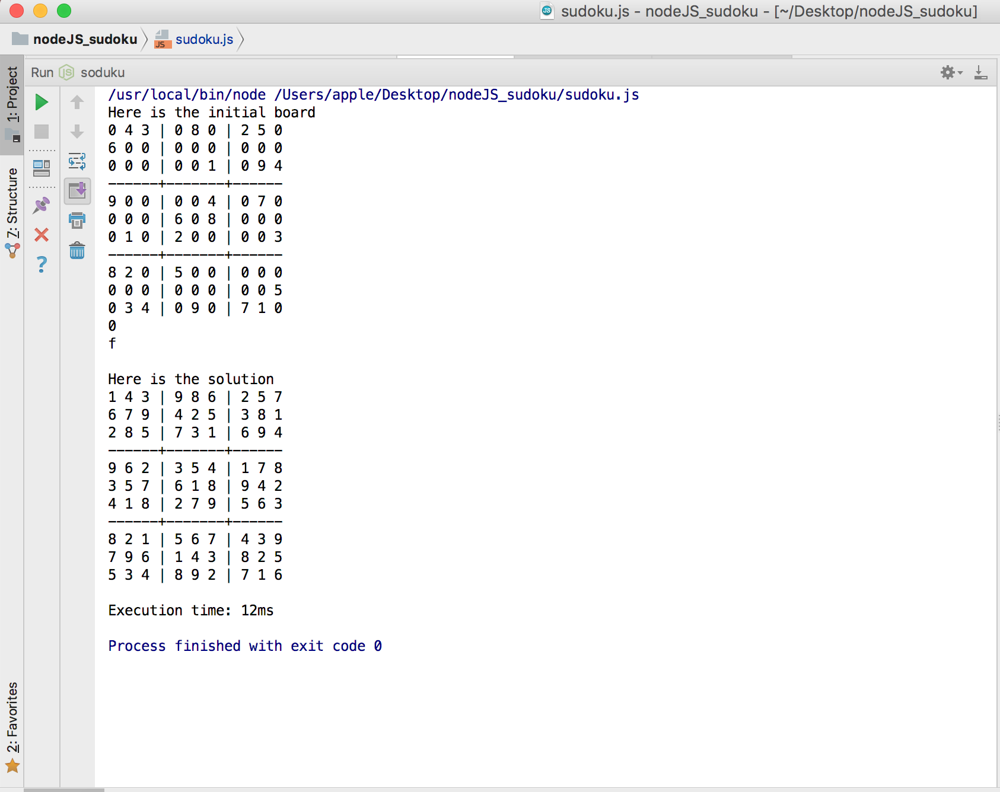 sudoku.js - nodeJS_sudoku - [~/Desktop/nodeJS_sudoku]
nodeJS_sudoku
JS
sudoku.js
Run
soduku
1: Project
7: Structure
2: Favorites
/usr/local/bin/node /Users/apple/Desktop/nodeJS_sudoku/sudoku.js
Here is the initial board
0 4 3 | 0 8 0 | 2 5 0
6 0 0 | 0 0 0 | 0 0 0
0 0 0 | 0 0 1 | 0 9 4
------+-------+------
9 0 0 | 0 0 4 | 0 7 0
0 0 0 | 6 0 8 | 0 0 0
0 1 0 | 2 0 0 | 0 0 3
------+-------+------
8 2 0 | 5 0 0 | 0 0 0
0 0 0 | 0 0 0 | 0 0 5
0 3 4 | 0 9 0 | 7 1 0
0
f
Here is the solution
1 4 3 | 9 8 6 | 2 5 7
6 7 9 | 4 2 5 | 3 8 1
2 8 5 | 7 3 1 | 6 9 4
------+-------+------
9 6 2 | 3 5 4 | 1 7 8
3 5 7 | 6 1 8 | 9 4 2
4 1 8 | 2 7 9 | 5 6 3
------+-------+------
8 2 1 | 5 6 7 | 4 3 9
7 9 6 | 1 4 3 | 8 2 5
5 3 4 | 8 9 2 | 7 1 6
Execution time: 12ms
Process finished with exit code 0